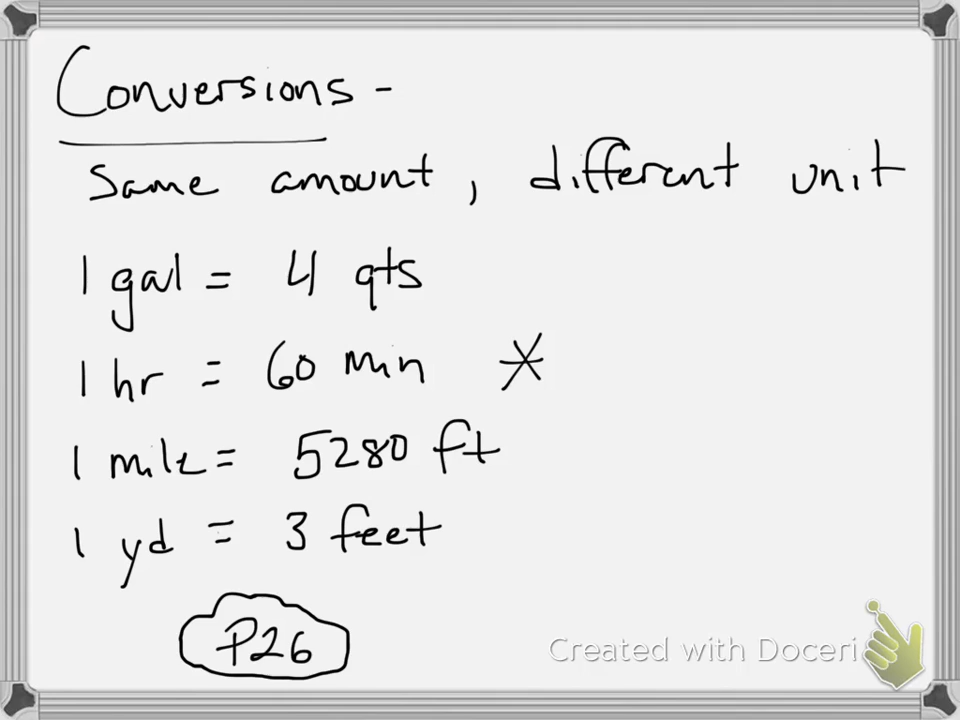 Conversions -
Same amount, different unit
1 gal = 4 qts
1 hr = 60 min *
1 mile = 5280 ft
1 yd = 3 feet
P26
Created with Doceri